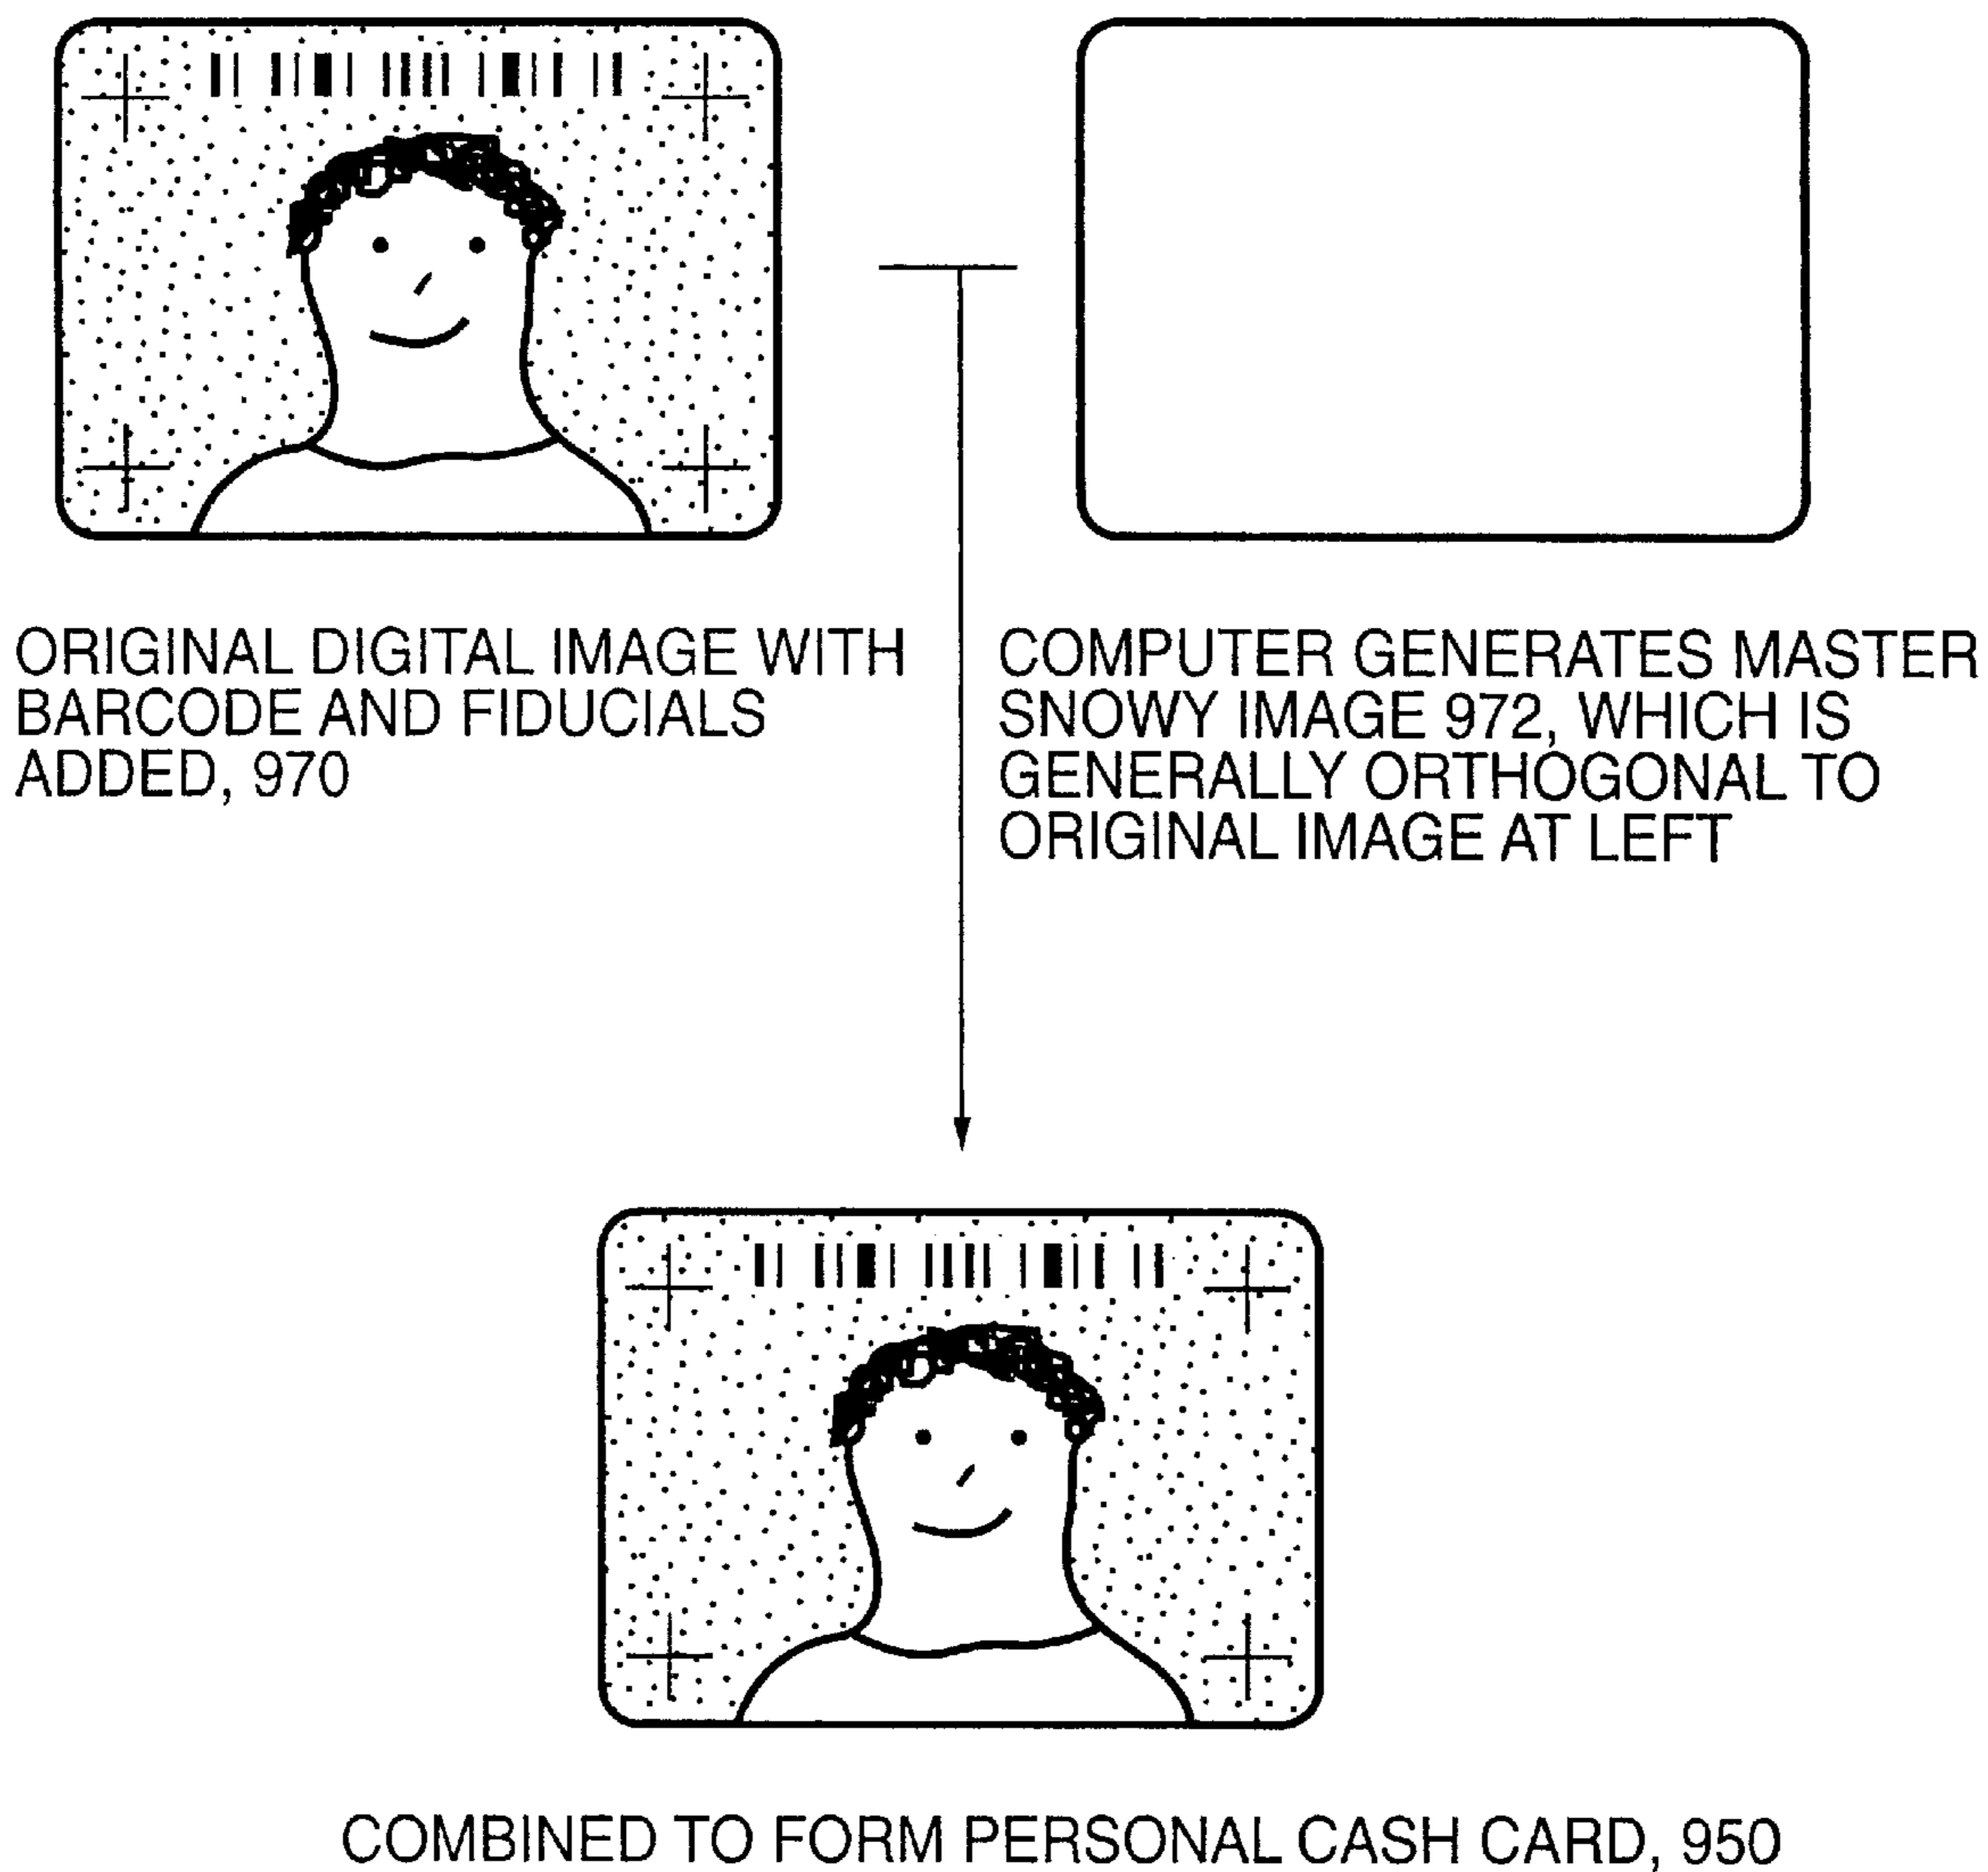 ORIGINAL DIGITAL IMAGE WITH
BARCODE AND FIDUCIALS
ADDED, 970
COMPUTER GENERATES MASTER
SNOWY IMAGE 972, WHICH IS
GENERALLY ORTHOGONAL TO
ORIGINAL IMAGE AT LEFT
COMBINED TO FORM PERSONAL CASH CARD, 950